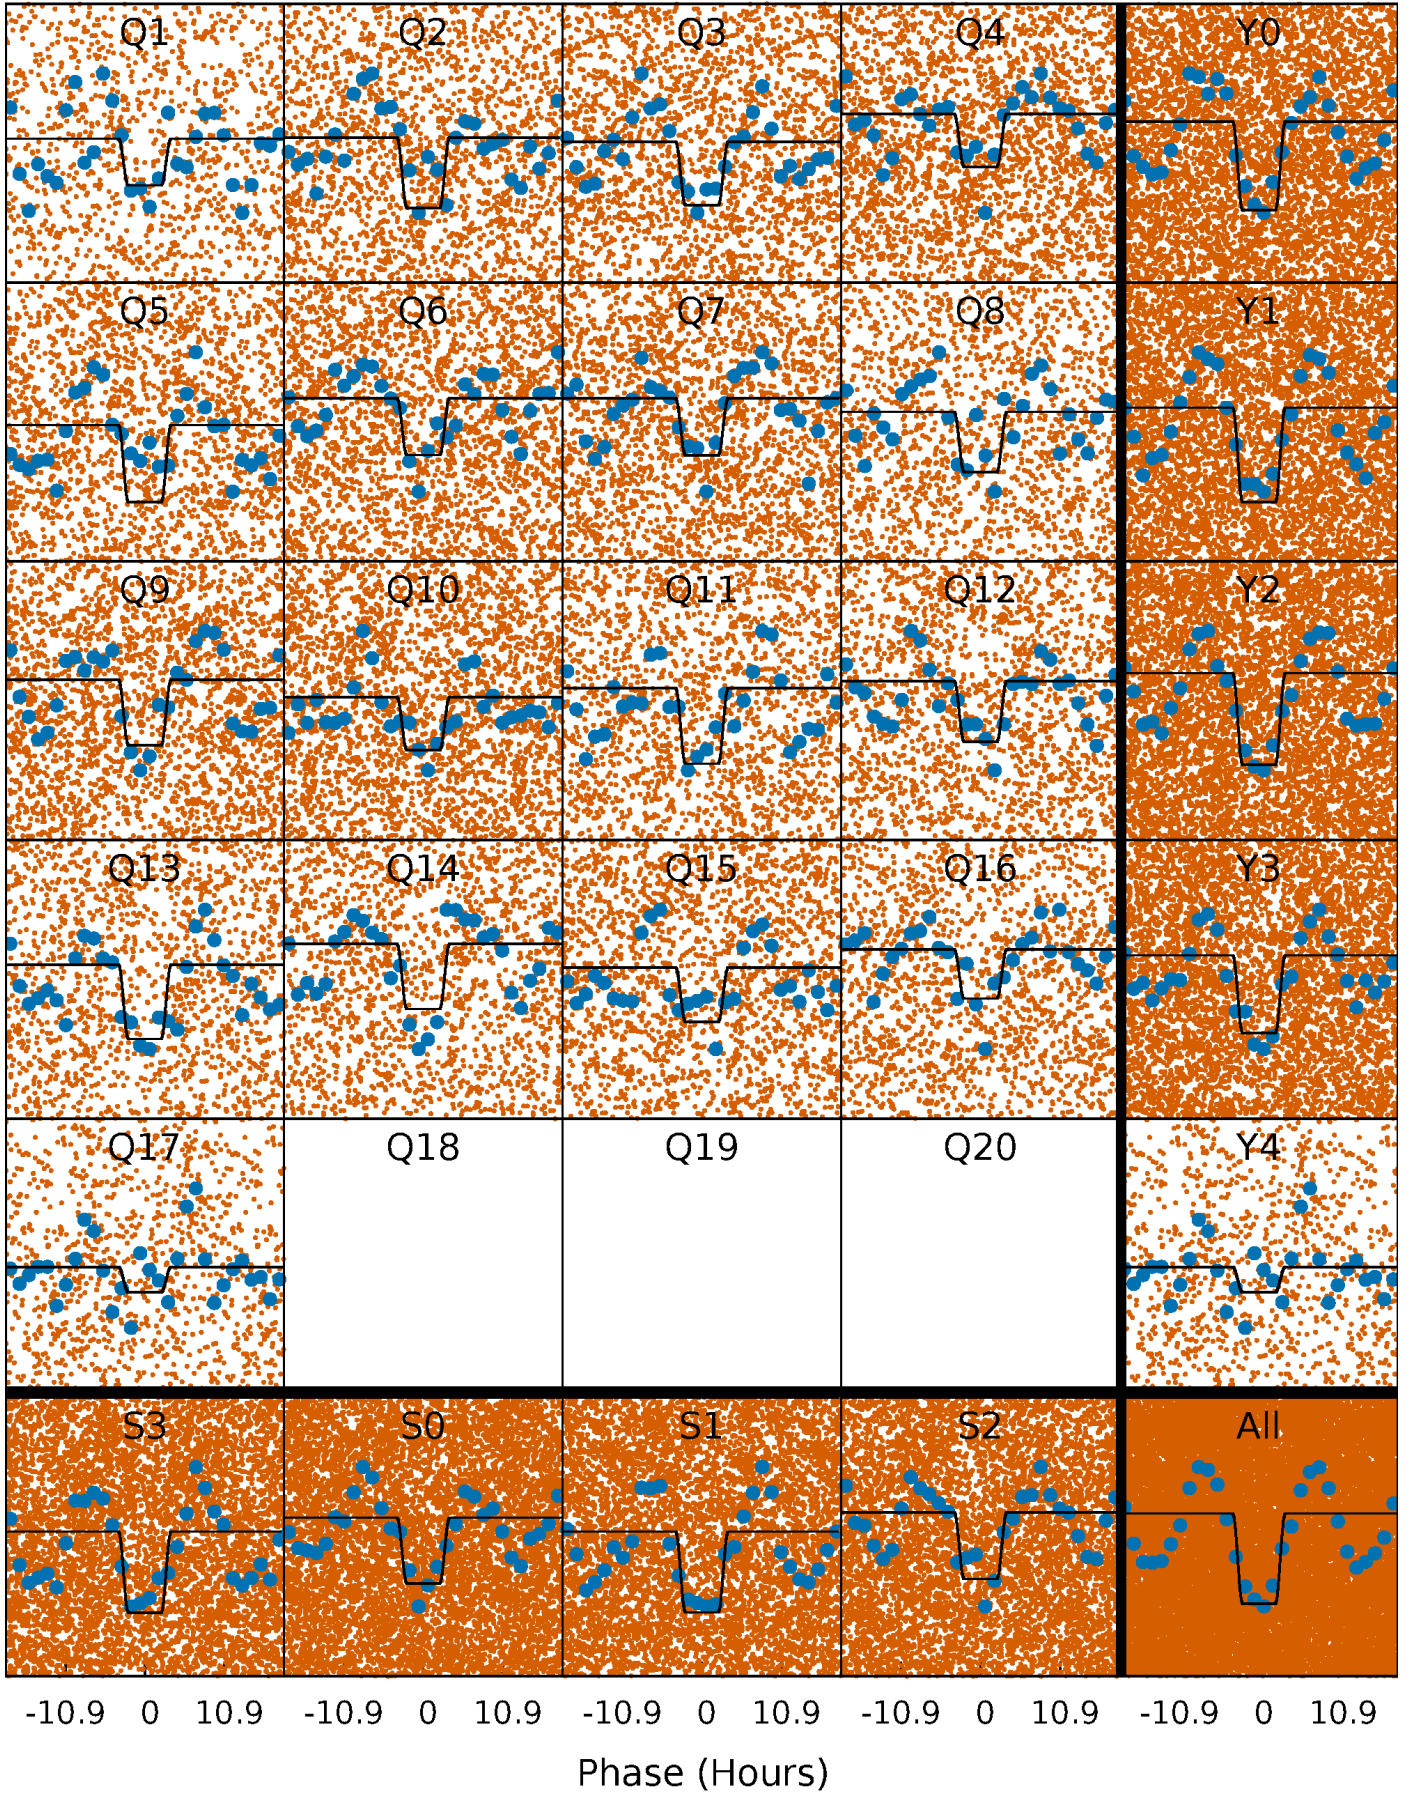 Q1 Q2 Q3 Q4 Y0
Q5 Q6 Q7 Q8 Y1
Q9 Q10 Q11 Q12 Y2
Q13 Q14 Q15 Q16 Y3
Q17 Q18 Q19 Q20 Y4
S3 S0 S1 S2 All
-10.9 0 10.9 -10.9 0 10.9 -10.9 0 10.9 -10.9 0 10.9 -10.9 0 10.9
Phase (Hours)